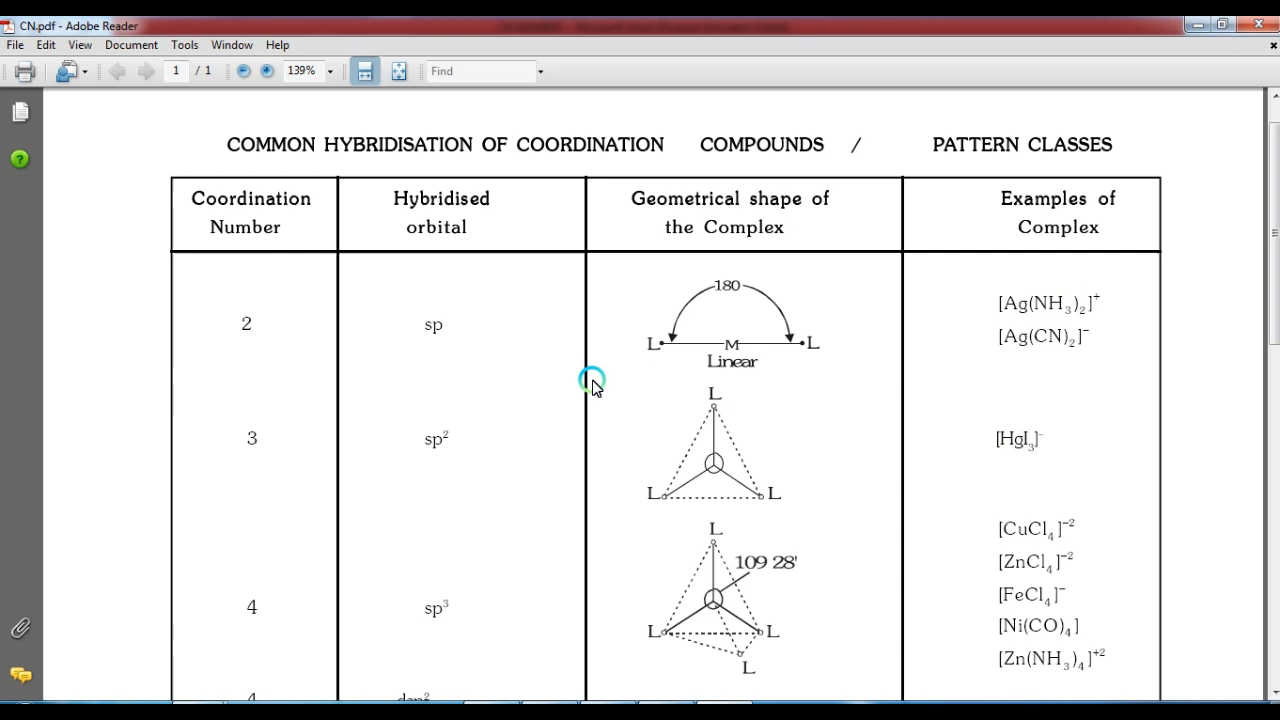 CN.pdf - Adobe Reader
File Edit View Document Tools Window Help
1 / 1 139% Find
COMMON HYBRIDISATION OF COORDINATION COMPOUNDS / PATTERN CLASSES
Coordination Number
Hybridised orbital
Geometrical shape of the Complex
Examples of Complex
2
sp
180
L M L
Linear
[Ag(NH₃)₂]⁺
[Ag(CN)₂]⁻
3
sp²
L
L L
[HgI₃]⁻
4
sp³
L
109 28'
L L
L
[CuCl₄]⁻²
[ZnCl₄]⁻²
[FeCl₄]⁻
[Ni(CO)₄]
[Zn(NH₃)₄]⁺²
4
dsp²